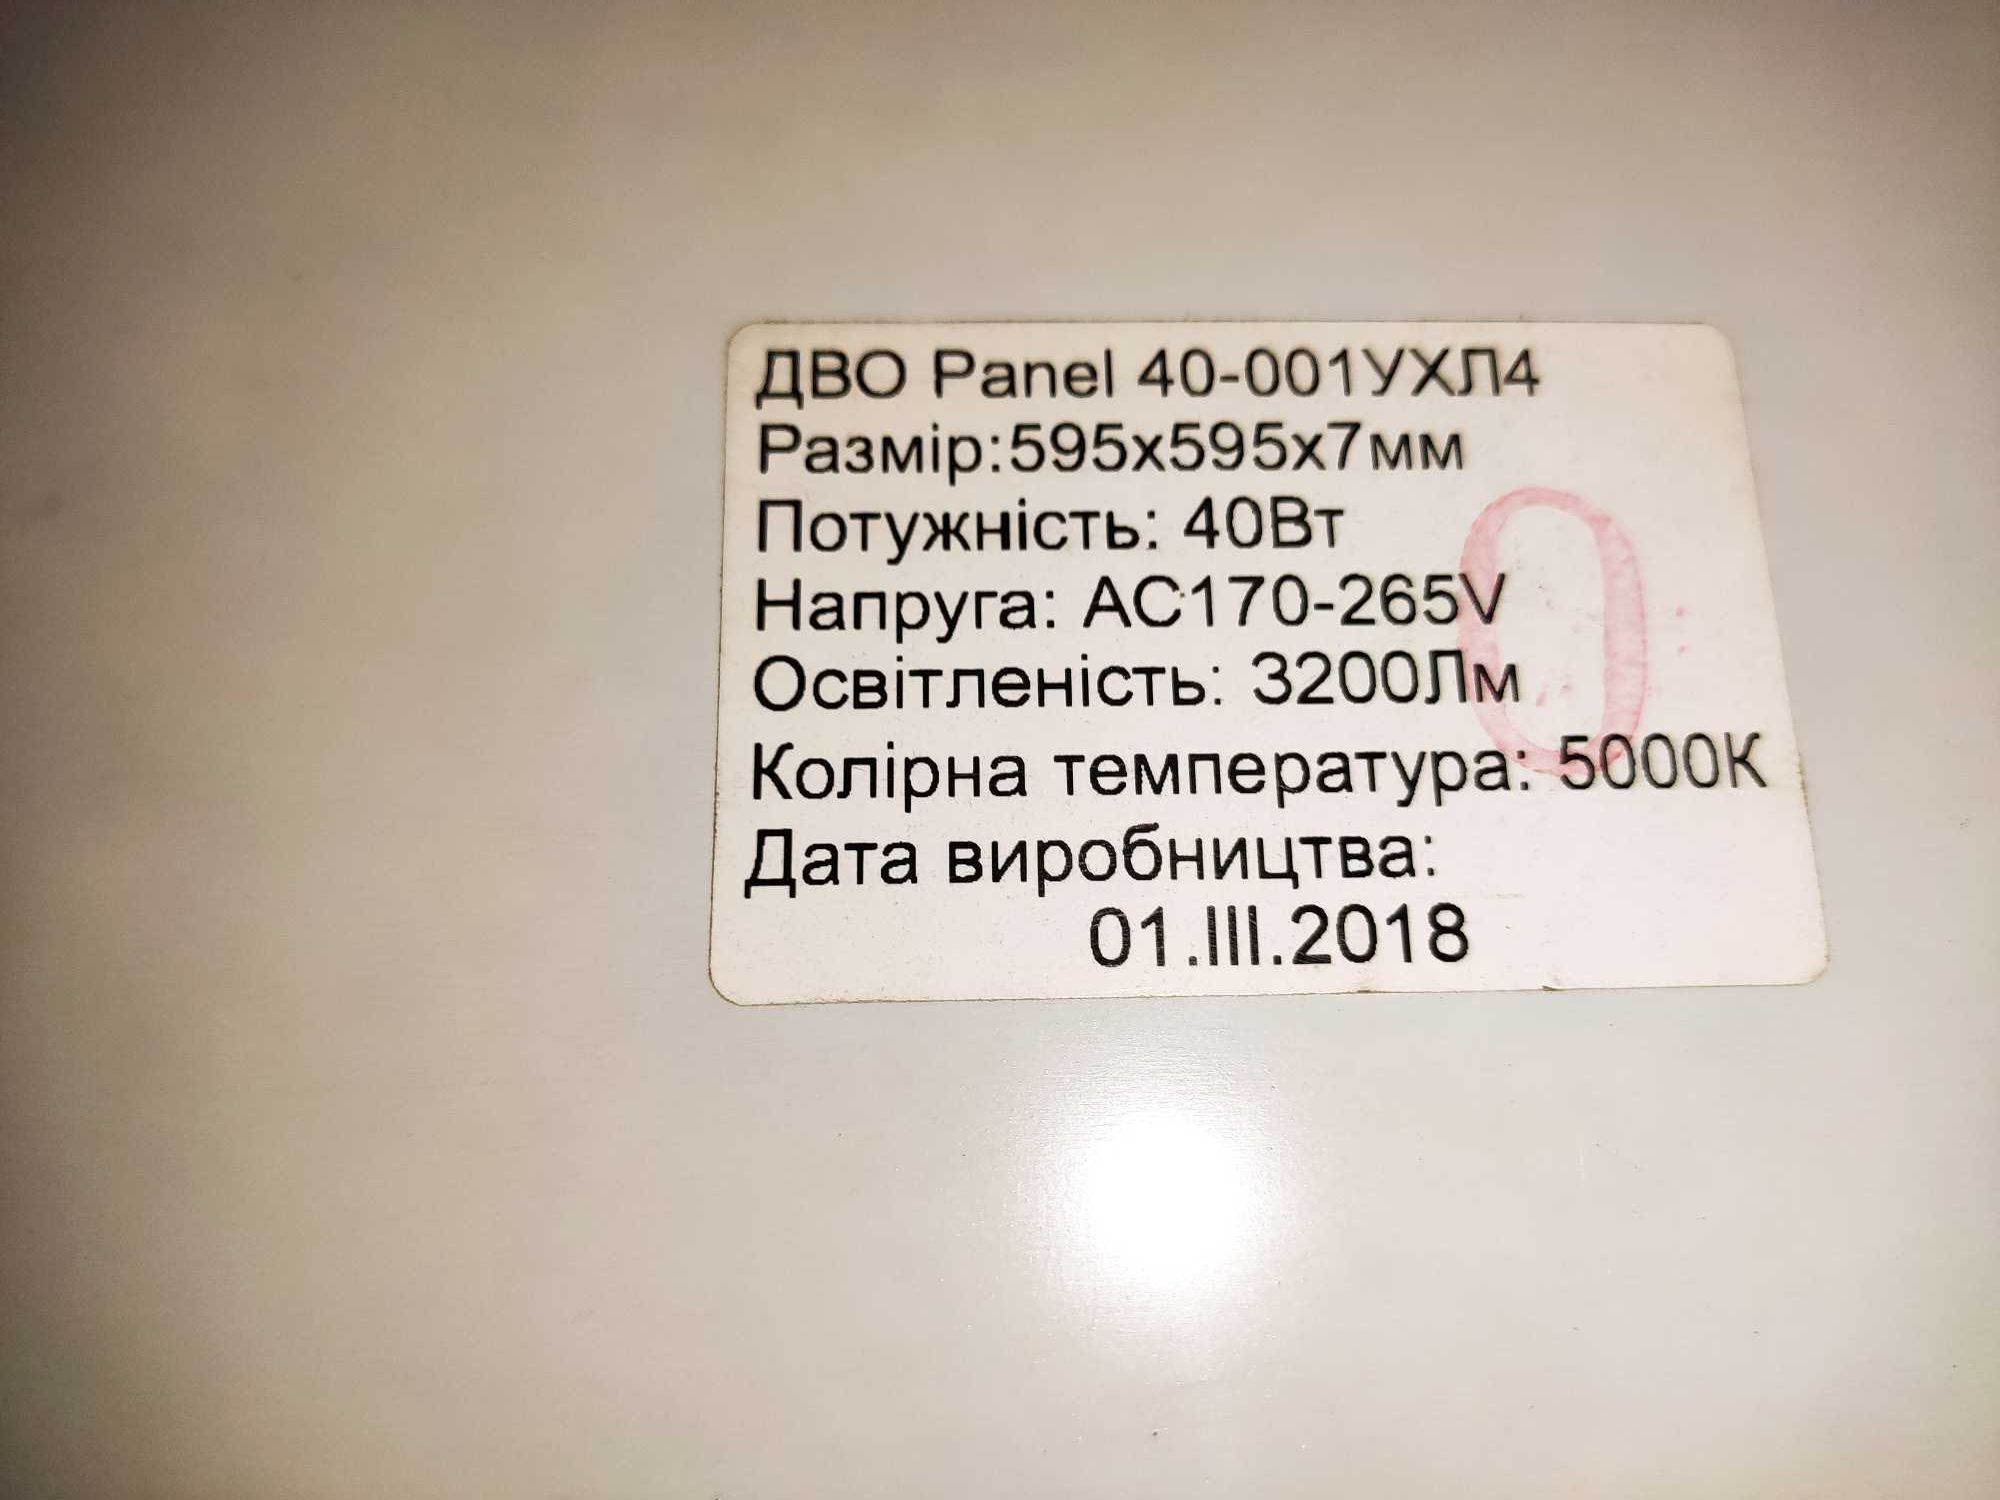 ДВО Panel 40-001УХЛ4
Размір:595х595х7мм
Потужність: 40Вт
Напруга: AC170-265V
Освітленість: 3200Лм
Колірна температура: 5000К
Дата виробництва:
01.III.2018